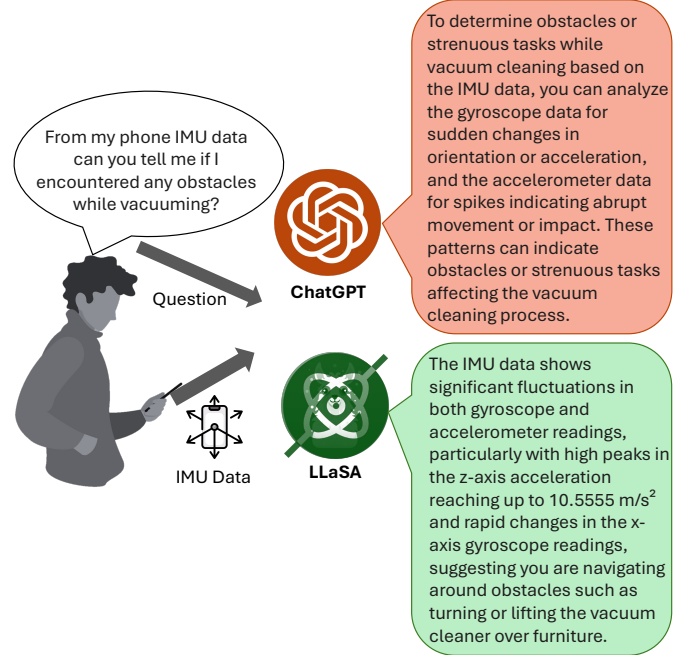 From my phone IMU data
can you tell me if I
encountered any obstacles
while vacuuming?
Question
IMU Data
ChatGPT
To determine obstacles or
strenuous tasks while
vacuum cleaning based on
the IMU data, you can analyze
the gyroscope data for
sudden changes in
orientation or acceleration,
and the accelerometer data
for spikes indicating abrupt
movement or impact. These
patterns can indicate
obstacles or strenuous tasks
affecting the vacuum
cleaning process.
LLaSA
The IMU data shows
significant fluctuations in
both gyroscope and
accelerometer readings,
particularly with high peaks in
the z-axis acceleration
reaching up to 10.5555 m/s²
and rapid changes in the x-
axis gyroscope readings,
suggesting you are navigating
around obstacles such as
turning or lifting the vacuum
cleaner over furniture.